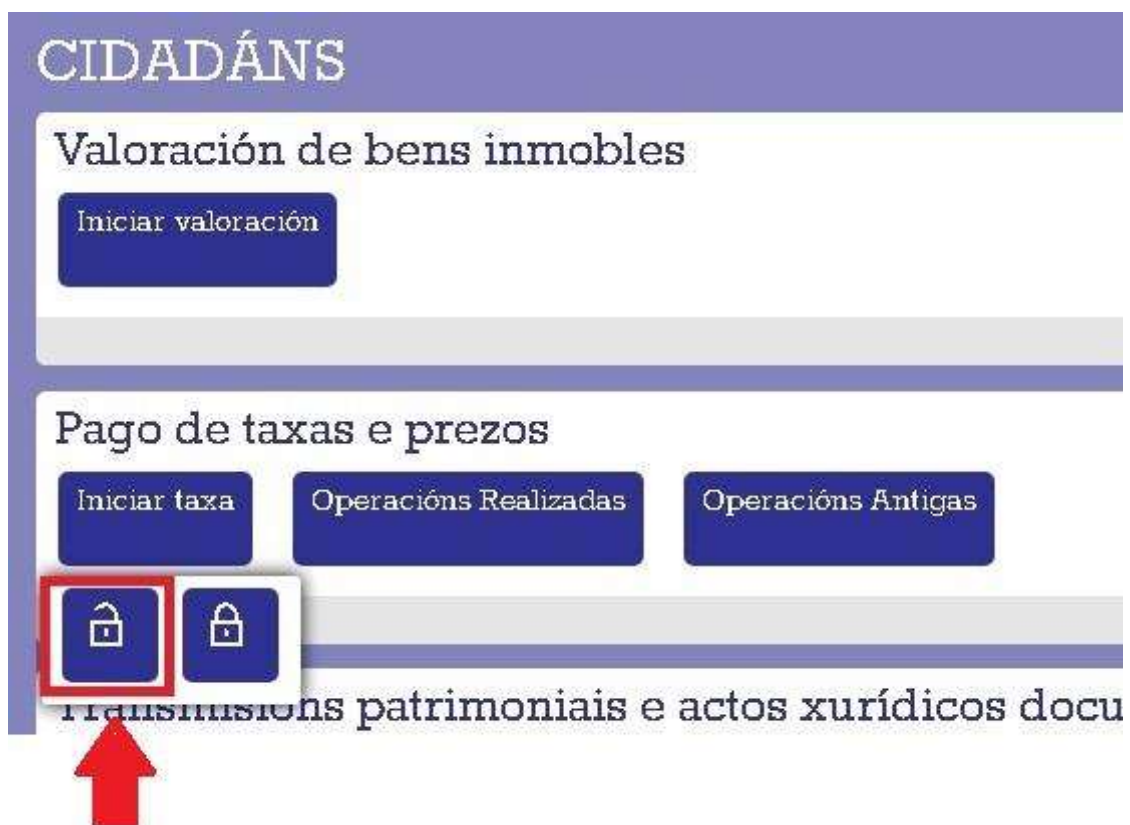 CIDADÁNS
Valoración de bens inmobles
Iniciar valoración
Pago de taxas e prezos
Iniciar taxa
Operacións Realizadas
Operacións Antigas
Transmisións patrimoniais e actos xurídicos docu